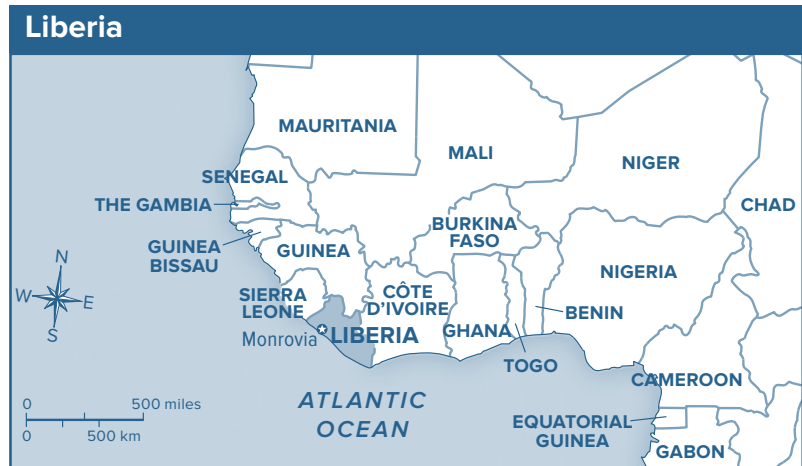 Liberia
MAURITANIA
MALI
NIGER
SENEGAL
CHAD
THE GAMBIA
BURKINA
FASO
GUINEA
BISSAU
GUINEA
NIGERIA
N
W
E
S
SIERRA
LEONE
CÔTE
D'IVOIRE
BENIN
GHANA
Monrovia
LIBERIA
TOGO
CAMEROON
0 500 miles
0 500 km
ATLANTIC
OCEAN
EQUATORIAL
GUINEA
GABON